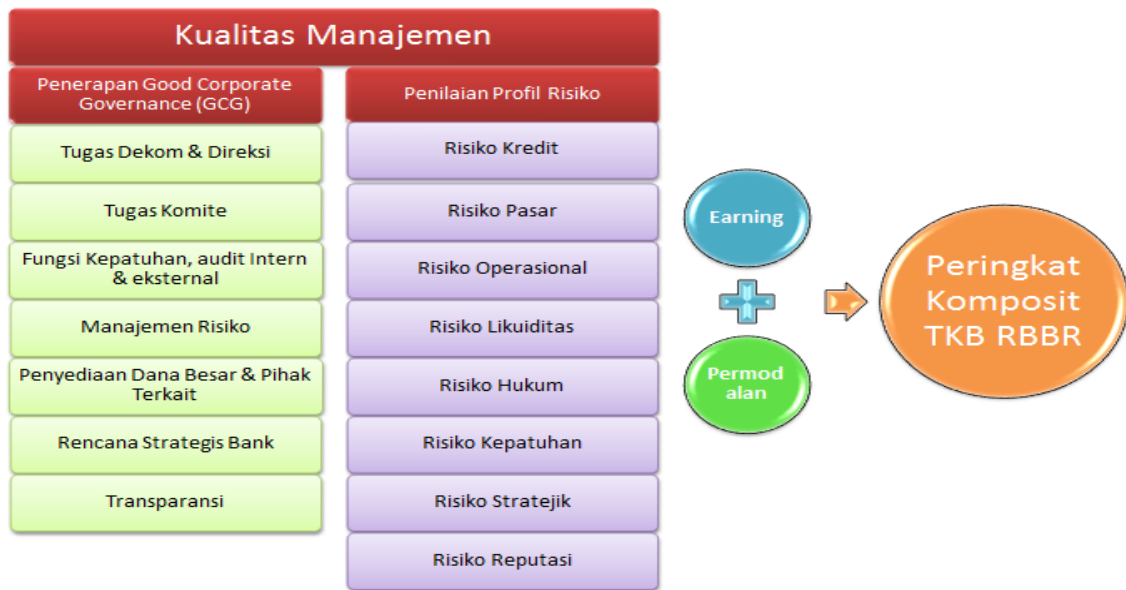 Kualitas Manajemen
Penerapan Good Corporate
Governance (GCG)
Tugas Dekom & Direksi
Tugas Komite
Fungsi Kepatuhan, audit Intern
& eksternal
Manajemen Risiko
Penyediaan Dana Besar & Pihak
Terkait
Rencana Strategis Bank
Transparansi
Penilaian Profil Risiko
Risiko Kredit
Risiko Pasar
Risiko Operasional
Risiko Likuiditas
Risiko Hukum
Risiko Kepatuhan
Risiko Stratejik
Risiko Reputasi
Earning
Permod
alan
Peringkat
Komposit
TKB RBBR